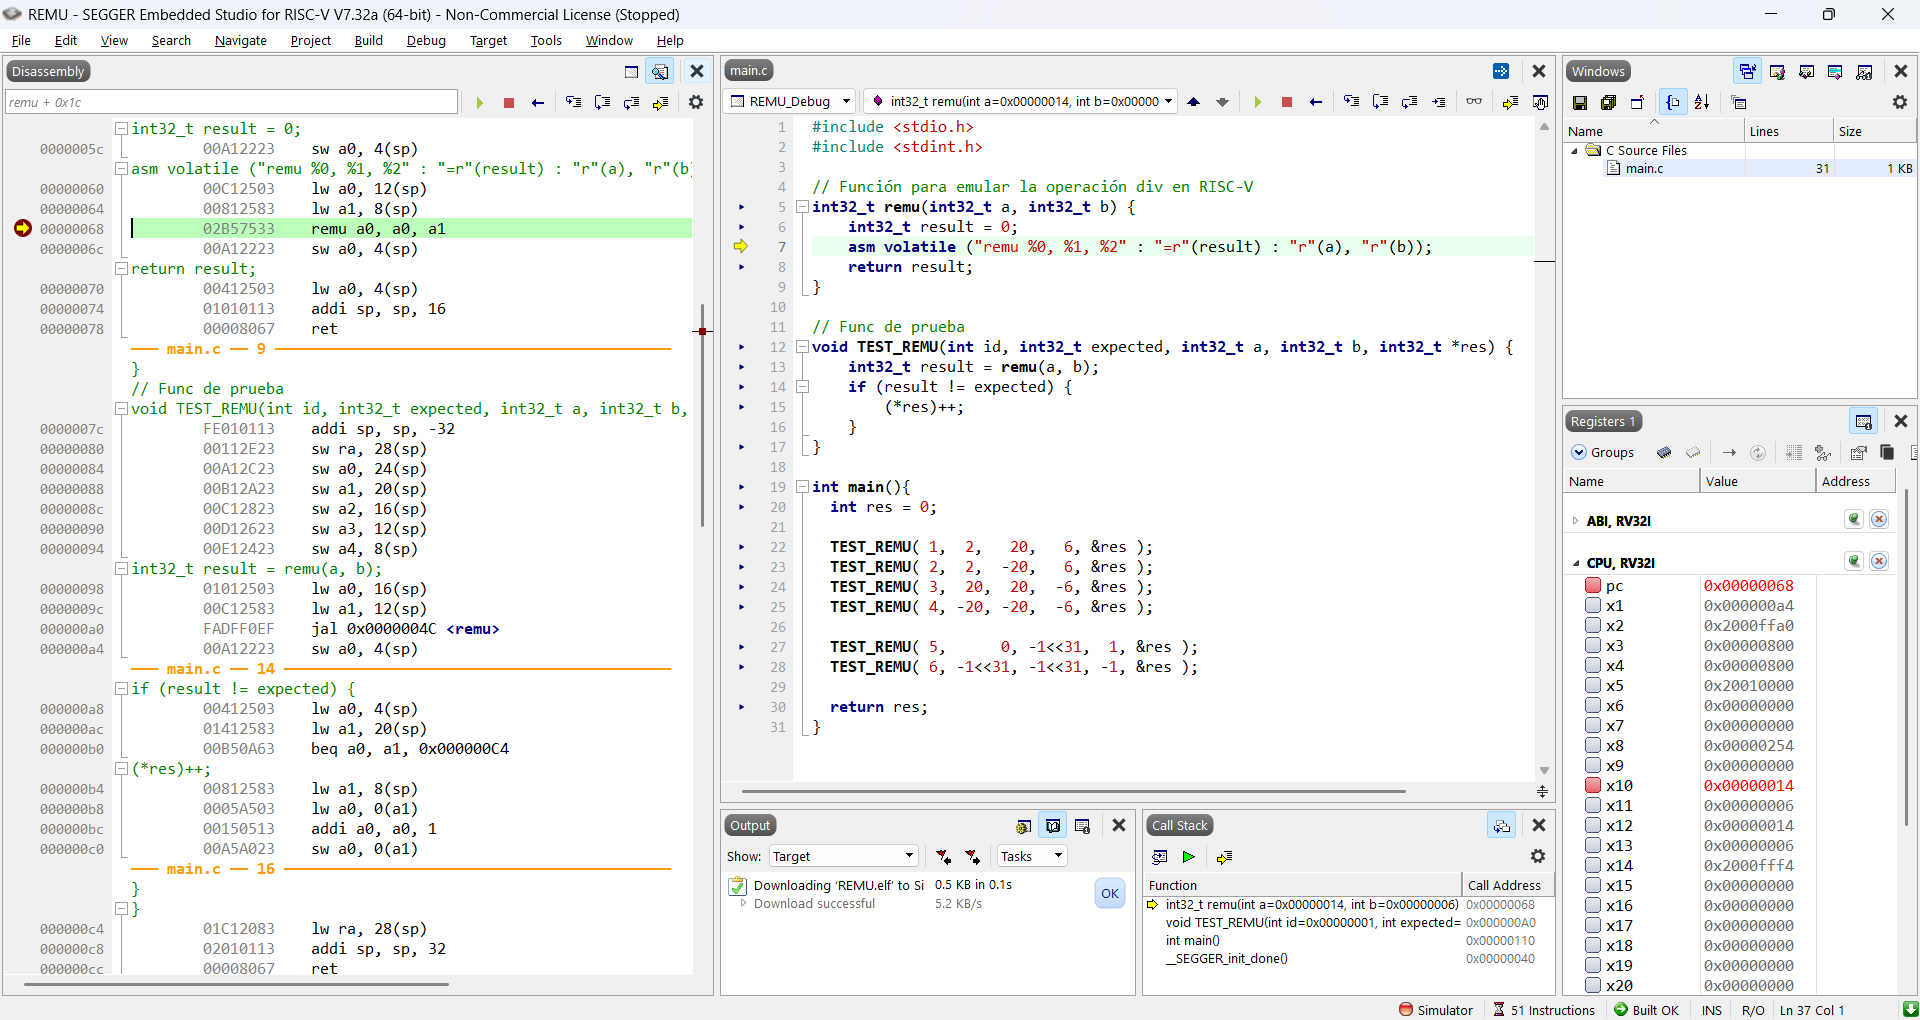 REMU - SEGGER Embedded Studio for RISC-V V7.32a (64-bit) - Non-Commercial License (Stopped)
File Edit View Search Navigate Project Build Debug Target Tools Window Help
Disassembly
remu + 0x1c
int32_t result = 0;
0000005c 00A12223 sw a0, 4(sp)
asm volatile ("remu %0, %1, %2" : "=r"(result) : "r"(a), "r"(b)
00000060 00C12503 lw a0, 12(sp)
00000064 00812583 lw a1, 8(sp)
00000068 02B57533 remu a0, a0, a1
0000006c 00A12223 sw a0, 4(sp)
return result;
00000070 00412503 lw a0, 4(sp)
00000074 01010113 addi sp, sp, 16
00000078 00008067 ret
main.c — 9
}
// Func de prueba
void TEST_REMU(int id, int32_t expected, int32_t a, int32_t b,
0000007c FE010113 addi sp, sp, -32
00000080 00112E23 sw ra, 28(sp)
00000084 00A12C23 sw a0, 24(sp)
00000088 00B12A23 sw a1, 20(sp)
0000008c 00C12823 sw a2, 16(sp)
00000090 00D12623 sw a3, 12(sp)
00000094 00E12423 sw a4, 8(sp)
int32_t result = remu(a, b);
00000098 01012503 lw a0, 16(sp)
0000009c 00C12583 lw a1, 12(sp)
000000a0 FADFF0EF jal 0x0000004C <remu>
000000a4 00A12223 sw a0, 4(sp)
main.c — 14
if (result != expected) {
000000a8 00412503 lw a0, 4(sp)
000000ac 01412583 lw a1, 20(sp)
000000b0 00B50A63 beq a0, a1, 0x000000C4
(*res)++;
000000b4 00812583 lw a1, 8(sp)
000000b8 0005A503 lw a0, 0(a1)
000000bc 00150513 addi a0, a0, 1
000000c0 00A5A023 sw a0, 0(a1)
main.c — 16
}
}
000000c4 01C12083 lw ra, 28(sp)
000000c8 02010113 addi sp, sp, 32
000000cc 00008067 ret
main.c
REMU_Debug int32_t remu(int a=0x00000014, int b=0x00000
1 #include <stdio.h>
2 #include <stdint.h>
3
4 // Función para emular la operación div en RISC-V
5 int32_t remu(int32_t a, int32_t b) {
6 int32_t result = 0;
7 asm volatile ("remu %0, %1, %2" : "=r"(result) : "r"(a), "r"(b));
8 return result;
9 }
10
11 // Func de prueba
12 void TEST_REMU(int id, int32_t expected, int32_t a, int32_t b, int32_t *res) {
13 int32_t result = remu(a, b);
14 if (result != expected) {
15 (*res)++;
16 }
17 }
18
19 int main(){
20 int res = 0;
21
22 TEST_REMU( 1, 2, 20, 6, &res );
23 TEST_REMU( 2, 2, -20, 6, &res );
24 TEST_REMU( 3, 20, 20, -6, &res );
25 TEST_REMU( 4, -20, -20, -6, &res );
26
27 TEST_REMU( 5, 0, -1<<31, 1, &res );
28 TEST_REMU( 6, -1<<31, -1<<31, -1, &res );
29
30 return res;
31 }
Output
Show: Target Tasks
Downloading 'REMU.elf' to Si 0.5 KB in 0.1s
Download successful 5.2 KB/s
OK
Call Stack
Function Call Address
int32_t remu(int a=0x00000014, int b=0x00000006) 0x00000068
void TEST_REMU(int id=0x00000001, int expected= 0x000000A0
int main() 0x00000110
__SEGGER_init_done() 0x00000040
Windows
Name Lines Size
C Source Files
main.c 31 1 KB
Registers 1
Groups
Name Value Address
ABI, RV32I
CPU, RV32I
pc 0x00000068
x1 0x000000a4
x2 0x2000ffa0
x3 0x00000800
x4 0x00000800
x5 0x20010000
x6 0x00000000
x7 0x00000000
x8 0x00000254
x9 0x00000000
x10 0x00000014
x11 0x00000006
x12 0x00000014
x13 0x00000006
x14 0x2000fff4
x15 0x00000000
x16 0x00000000
x17 0x00000000
x18 0x00000000
x19 0x00000000
x20 0x00000000
Simulator 51 Instructions Built OK INS R/O Ln 37 Col 1